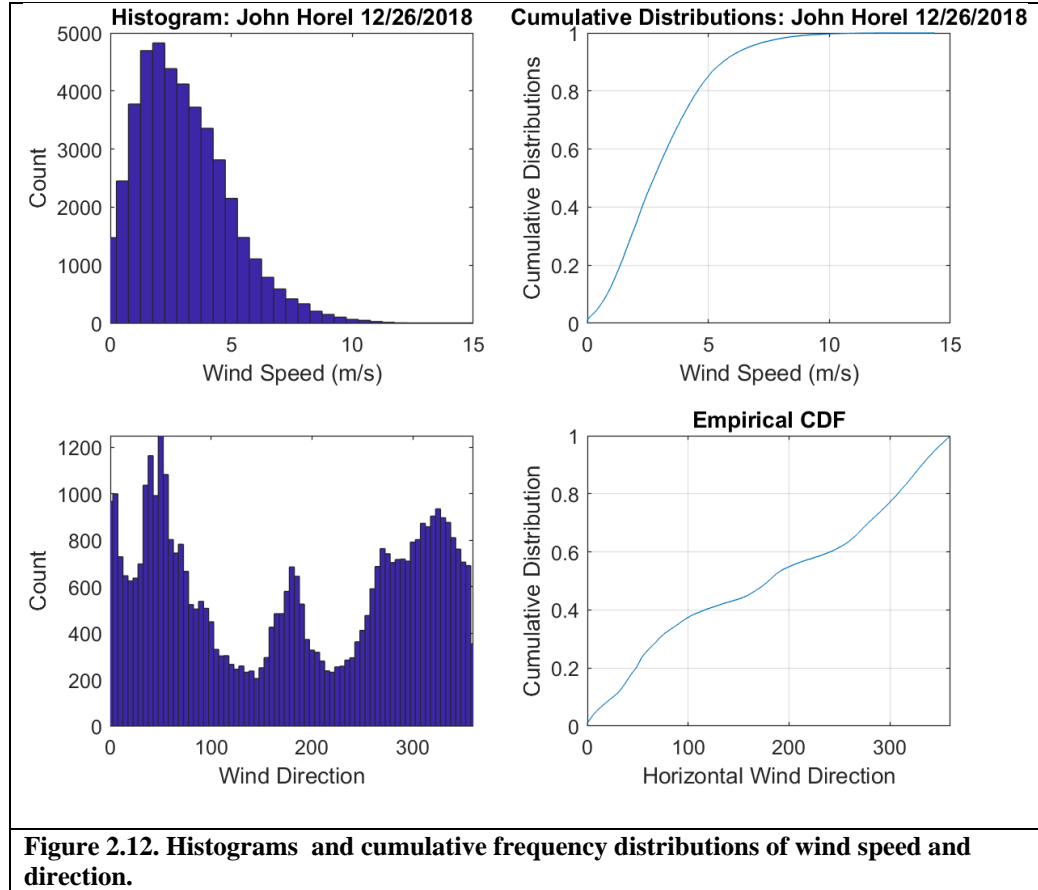 Histogram: John Horel 12/26/2018
5000
4000
3000
2000
1000
0
Count
0 5 10 15
Wind Speed (m/s)
Cumulative Distributions: John Horel 12/26/2018
1
0.8
0.6
0.4
0.2
0
Cumulative Distributions
0 5 10 15
Wind Speed (m/s)
1200
1000
800
600
400
200
0
Count
0 100 200 300
Wind Direction
Empirical CDF
1
0.8
0.6
0.4
0.2
0
Cumulative Distribution
0 100 200 300
Horizontal Wind Direction
Figure 2.12. Histograms and cumulative frequency distributions of wind speed and
direction.